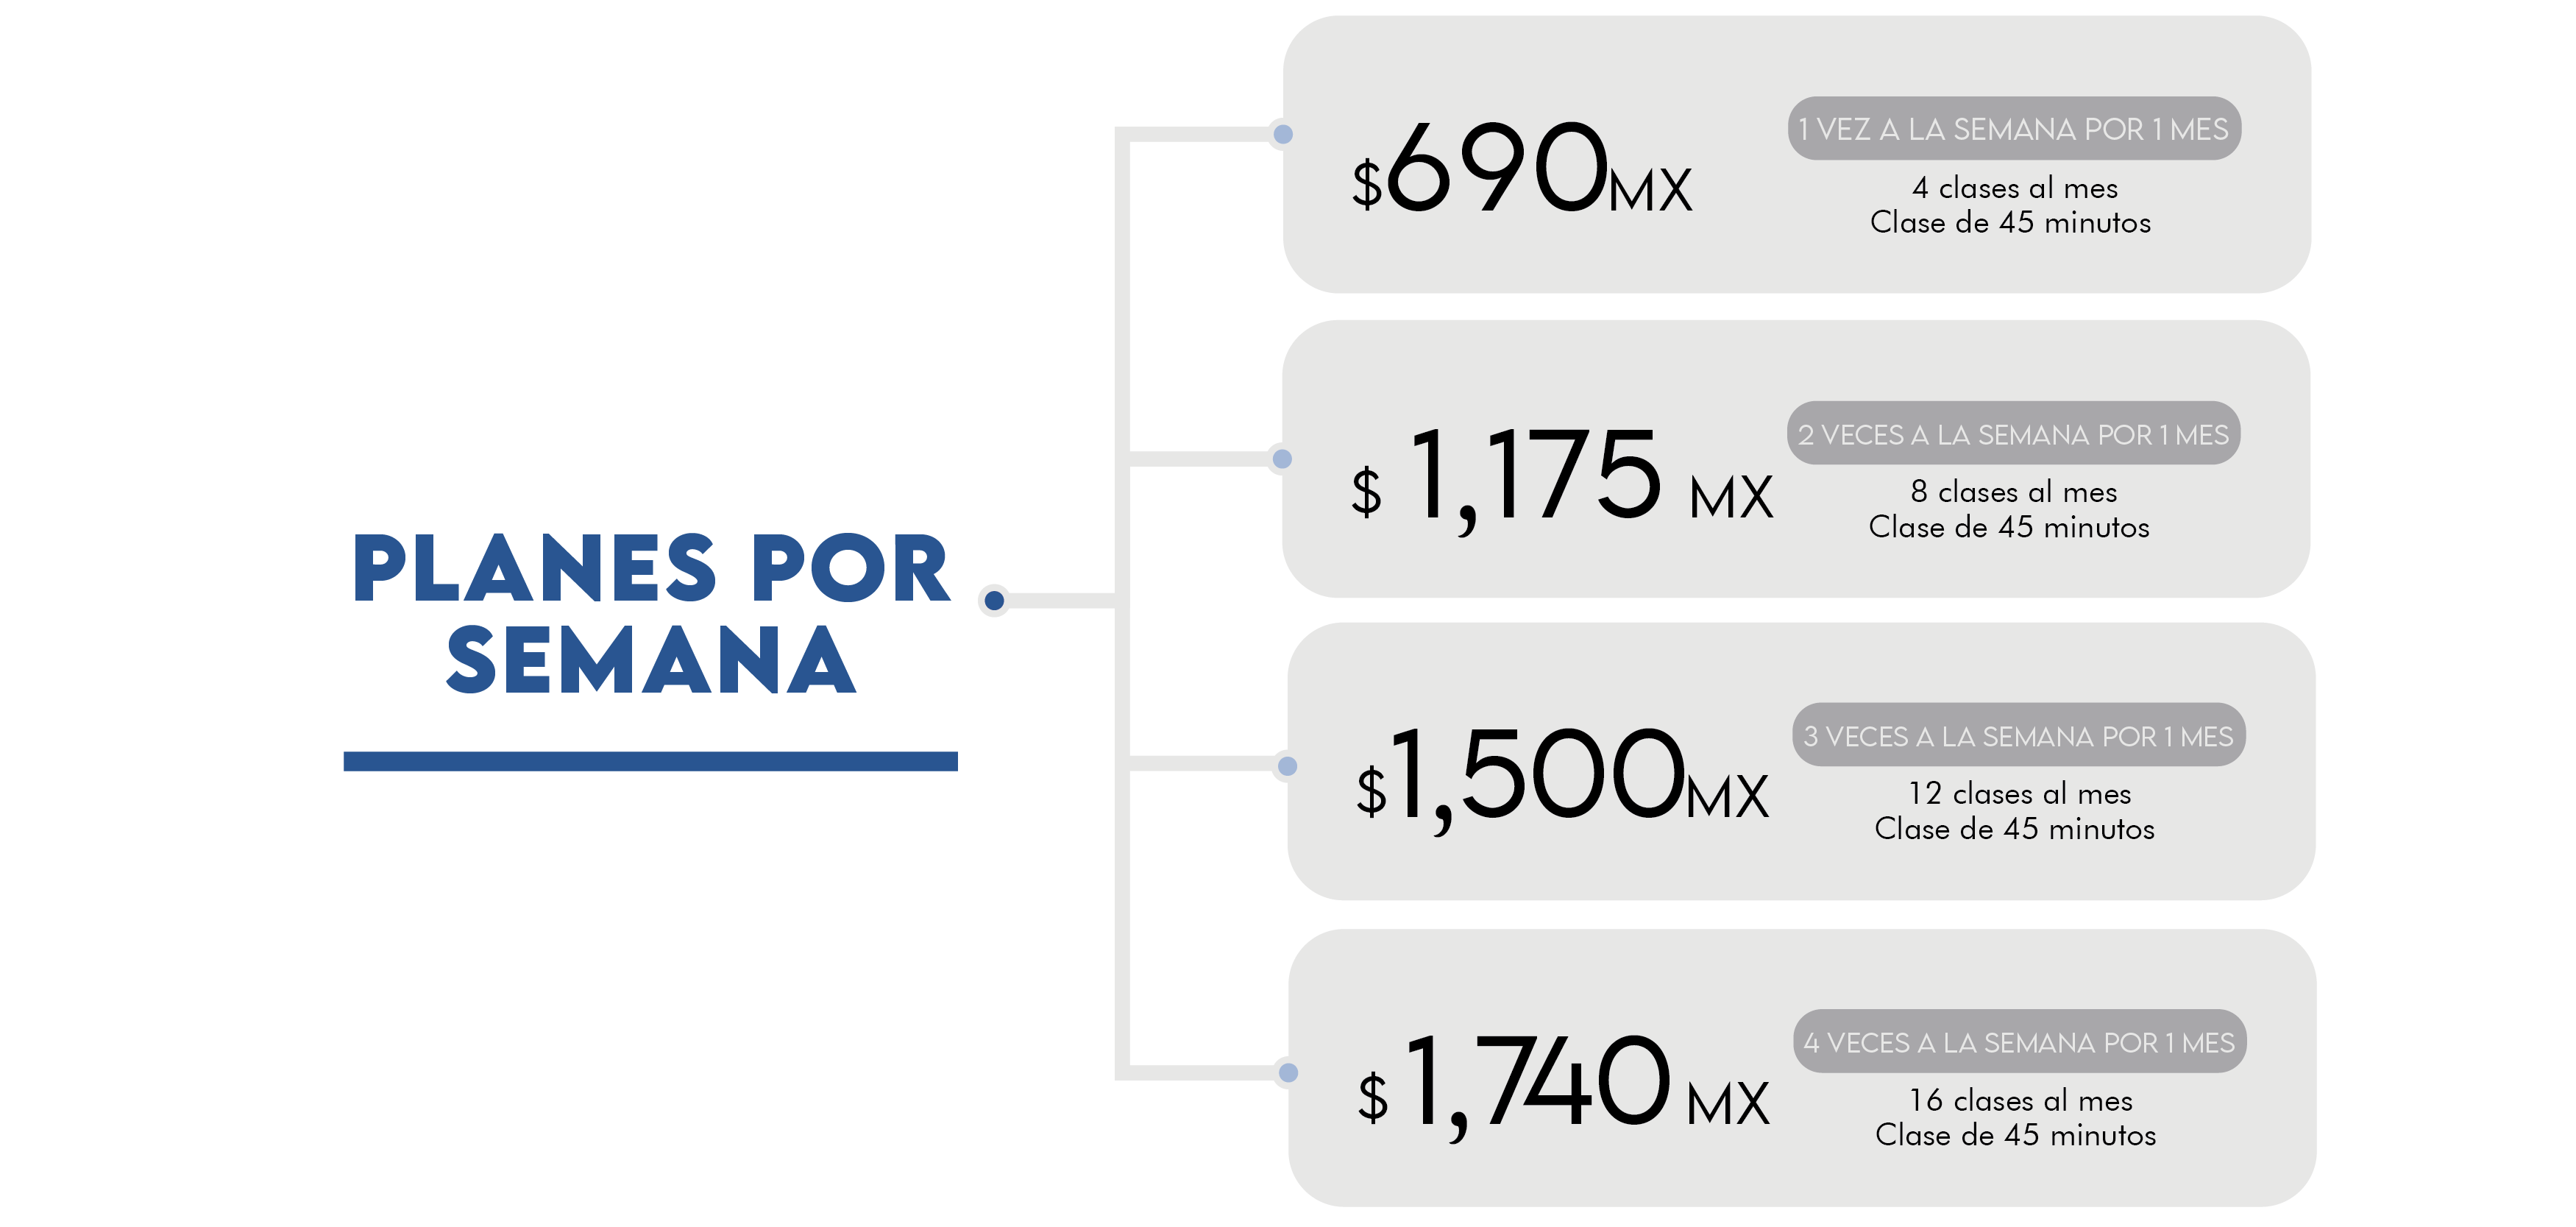 PLANES POR
SEMANA
$690MX
1 VEZ A LA SEMANA POR 1 MES
4 clases al mes
Clase de 45 minutos
$ 1,175 MX
2 VECES A LA SEMANA POR 1 MES
8 clases al mes
Clase de 45 minutos
$1,500MX
3 VECES A LA SEMANA POR 1 MES
12 clases al mes
Clase de 45 minutos
$ 1,740 MX
4 VECES A LA SEMANA POR 1 MES
16 clases al mes
Clase de 45 minutos